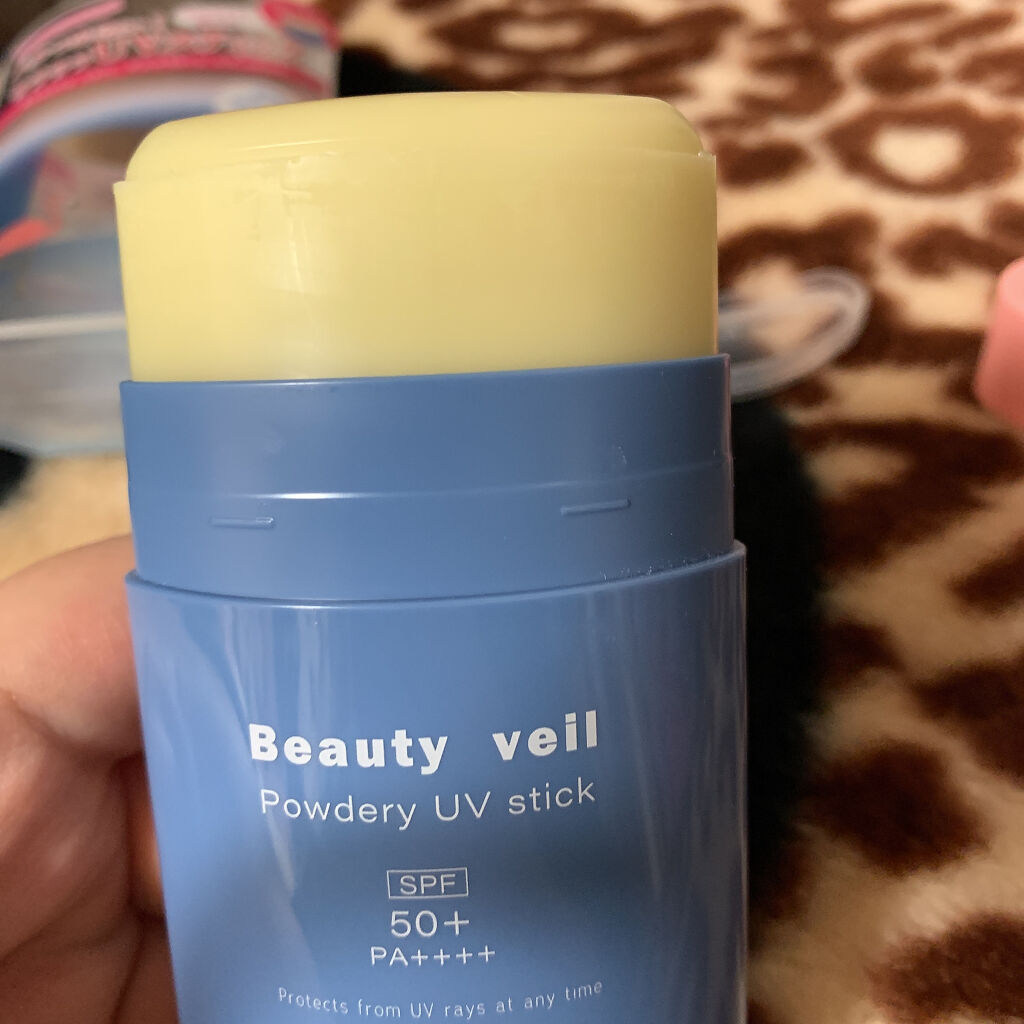 Beauty veil
Powdery UV stick
SPF
50+
PA++++
Protects from UV rays at any time